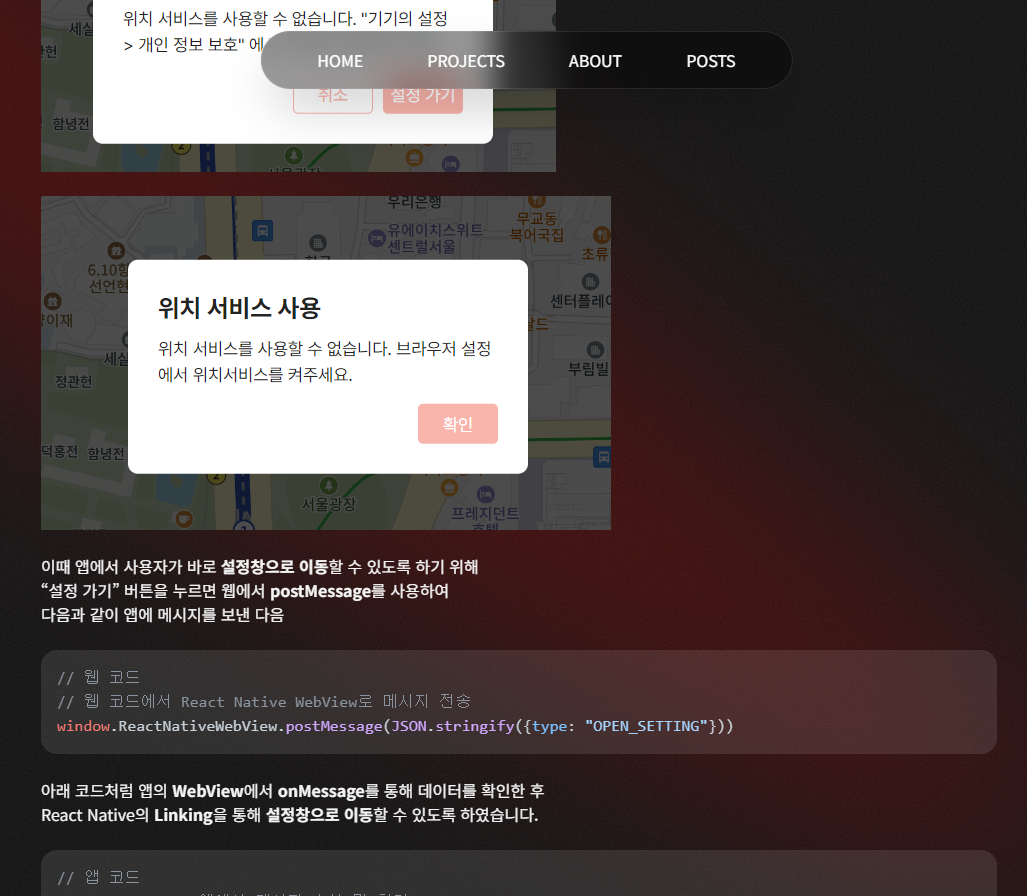 위치 서비스를 사용할 수 없습니다. "기기의 설정
> 개인 정보 보호" 에
HOME PROJECTS ABOUT POSTS
취소 설정 가기
함녕전
2
우리은행
유에이치스위트
센트럴서울
무교동
북어국집
초류
6.10항
선언현
센터플레이
이재
세실
정관헌
부림빌
덕홍전 함녕전
2
서울광장
프레지던트
호텔
위치 서비스 사용
위치 서비스를 사용할 수 없습니다. 브라우저 설정
에서 위치서비스를 켜주세요.
확인
이때 앱에서 사용자가 바로 설정창으로 이동할 수 있도록 하기 위해
“설정 가기” 버튼을 누르면 웹에서 postMessage를 사용하여
다음과 같이 앱에 메시지를 보낸 다음
// 웹 코드
// 웹 코드에서 React Native WebView로 메시지 전송
window.ReactNativeWebView.postMessage(JSON.stringify({type: "OPEN_SETTING"}))
아래 코드처럼 앱의 WebView에서 onMessage를 통해 데이터를 확인한 후
React Native의 Linking을 통해 설정창으로 이동할 수 있도록 하였습니다.
// 앱 코드